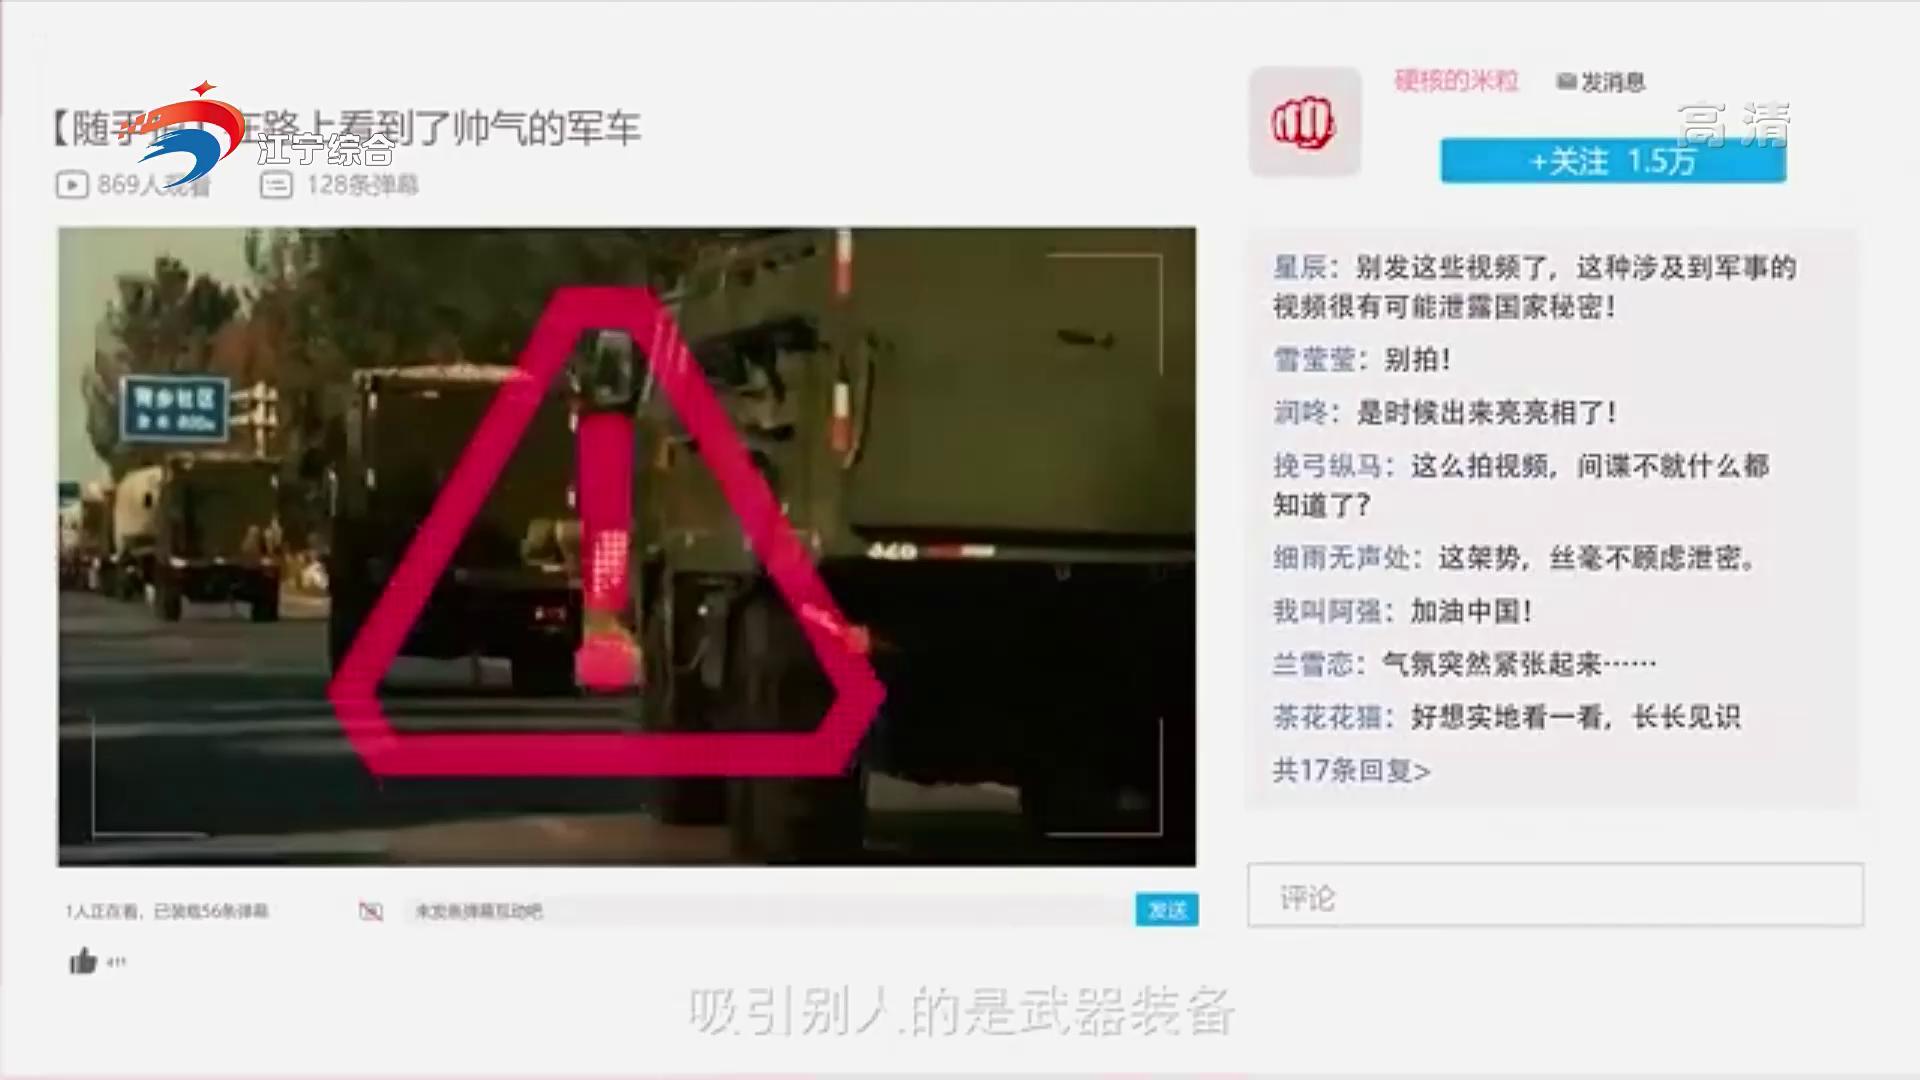 江宁综合
高清
【随手拍】在路上看到了帅气的军车
869人观看
128条弹幕
硬核的米粒
发消息
+关注 1.5万
星辰：别发这些视频了，这种涉及到军事的
视频很有可能泄露国家秘密！
雪莹莹：别拍！
润咚：是时候出来亮亮相了！
挽弓纵马：这么拍视频，间谍不就什么都
知道了？
细雨无声处：这架势，丝毫不顾虑泄密。
我叫阿强：加油中国！
兰雪恋：气氛突然紧张起来……
茶花花猫：好想实地看一看，长长见识
共17条回复>
评论
1人正在看，已装载56条弹幕
来发条弹幕互动吧
发送
411
吸引别人的是武器装备